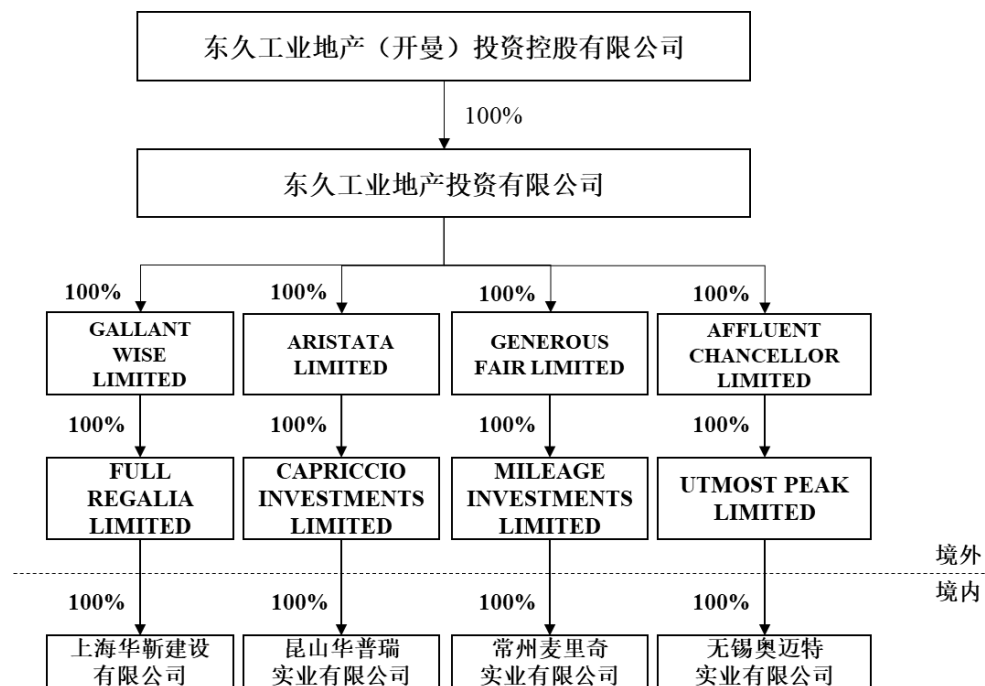 东久工业地产（开曼）投资控股有限公司
100%
东久工业地产投资有限公司
100%
100%
100%
100%
GALLANT
WISE
LIMITED
ARISTATA
LIMITED
GENEROUS
FAIR LIMITED
AFFLUENT
CHANCELLOR
LIMITED
100%
100%
100%
100%
FULL
REGALIA
LIMITED
CAPRICCIO
INVESTMENTS
LIMITED
MILEAGE
INVESTMENTS
LIMITED
UTMOST PEAK
LIMITED
境外
境内
100%
100%
100%
100%
上海华靳建设
有限公司
昆山华普瑞
实业有限公司
常州麦里奇
实业有限公司
无锡奥迈特
实业有限公司